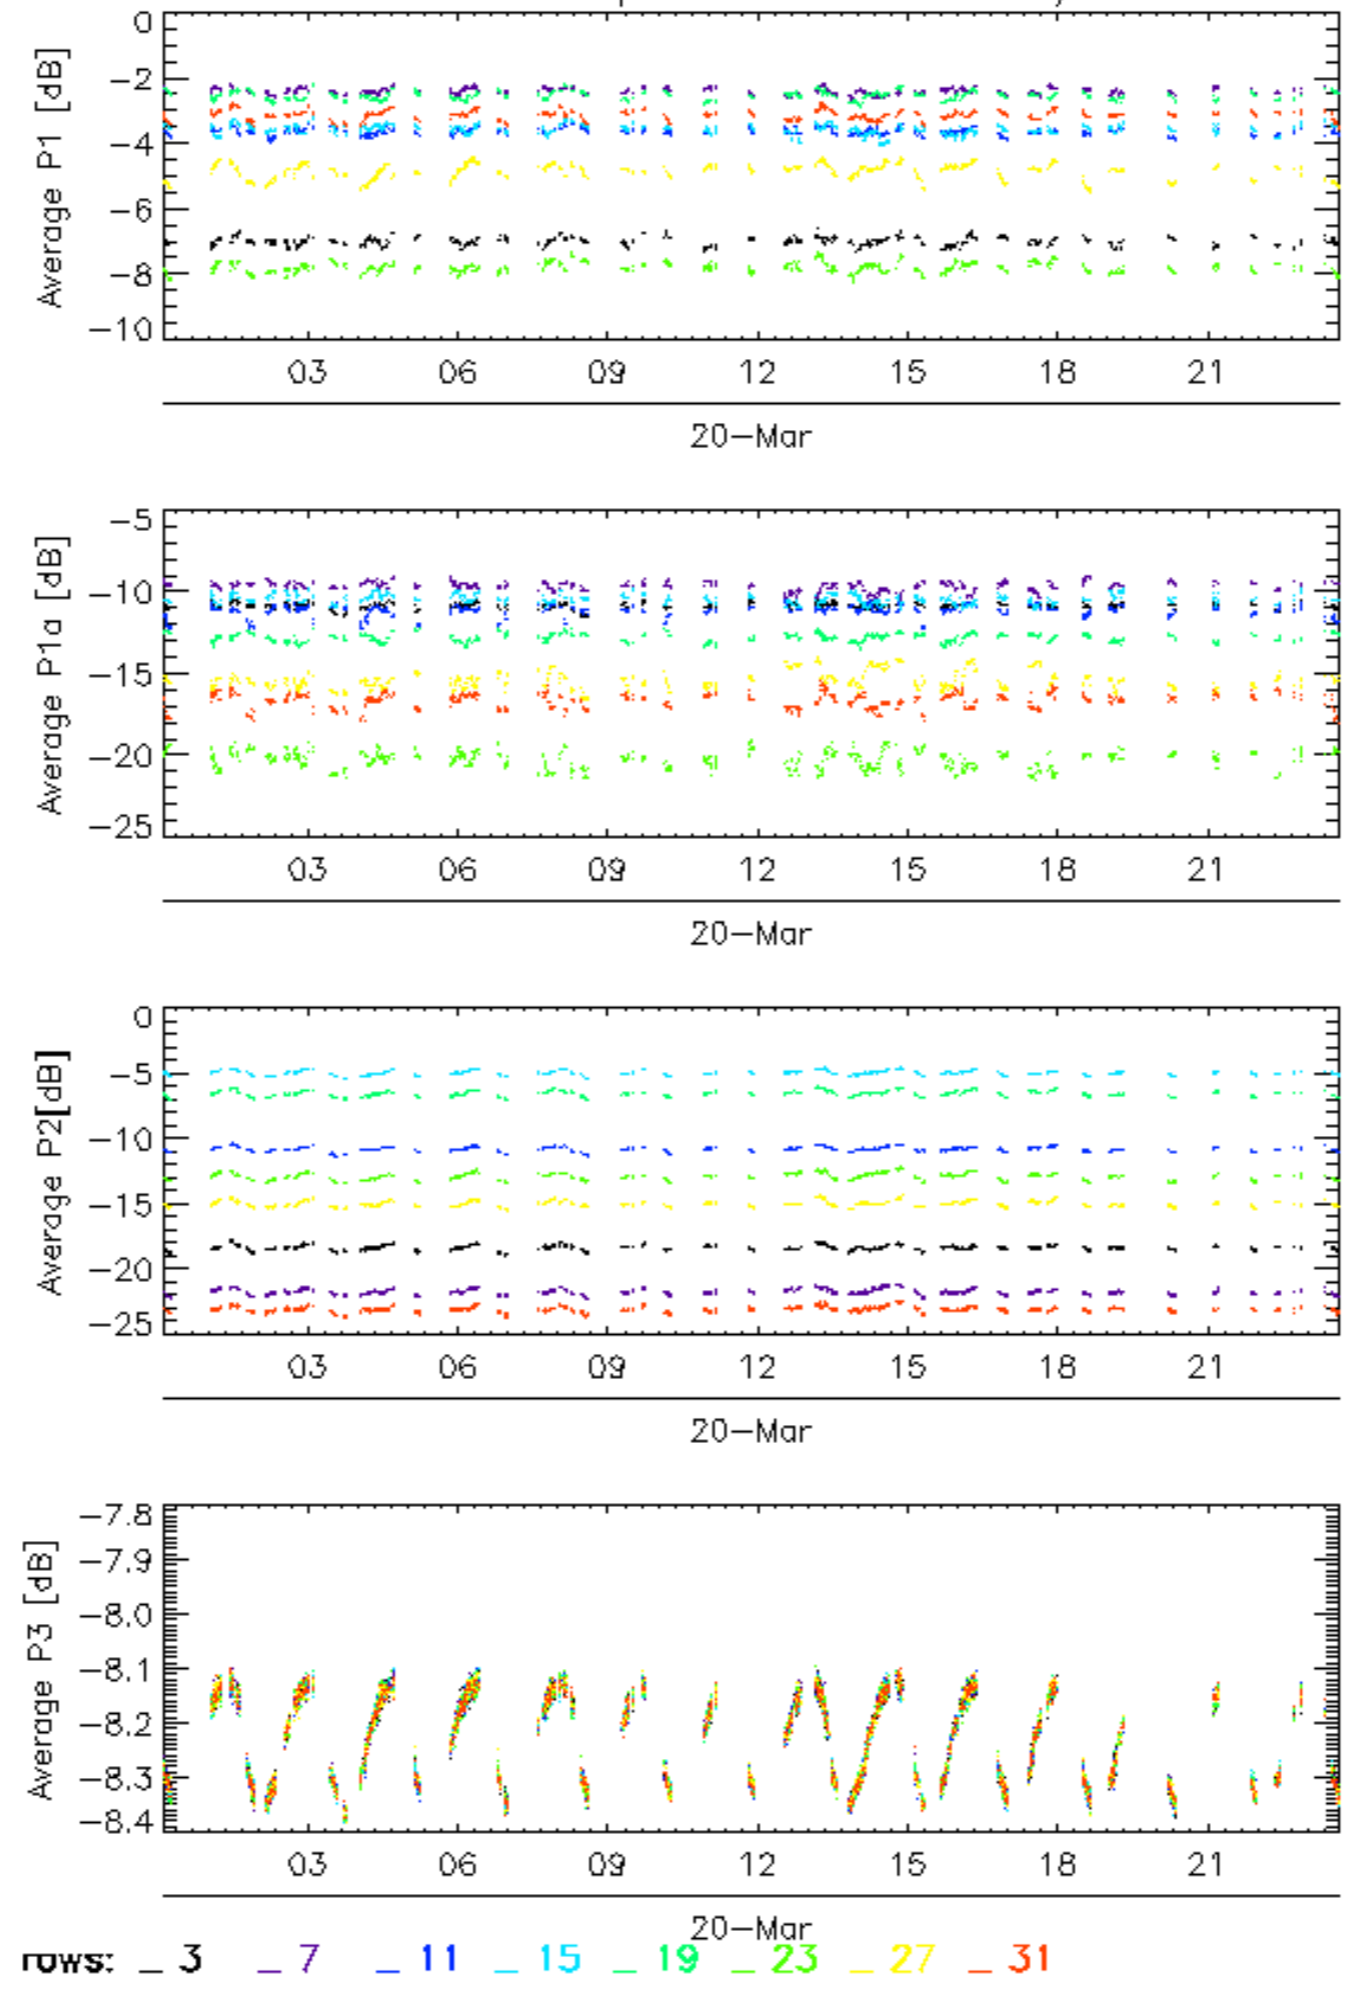 0
−2
−4
−6
−8
−10
Average P1 [dB]
03 06 09 12 15 18 21
20−Mar
−5
−10
−15
−20
−25
Average P1a [dB]
03 06 09 12 15 18 21
20−Mar
0
−5
−10
−15
−20
−25
Average P2[dB]
03 06 09 12 15 18 21
20−Mar
−7.8
−7.9
−8.0
−8.1
−8.2
−8.3
−8.4
Average P3 [dB]
03 06 09 12 15 18 21
20−Mar
rows: _ 3 _ 7 _ 11 _ 15 _ 19 _ 23 _ 27 _ 31